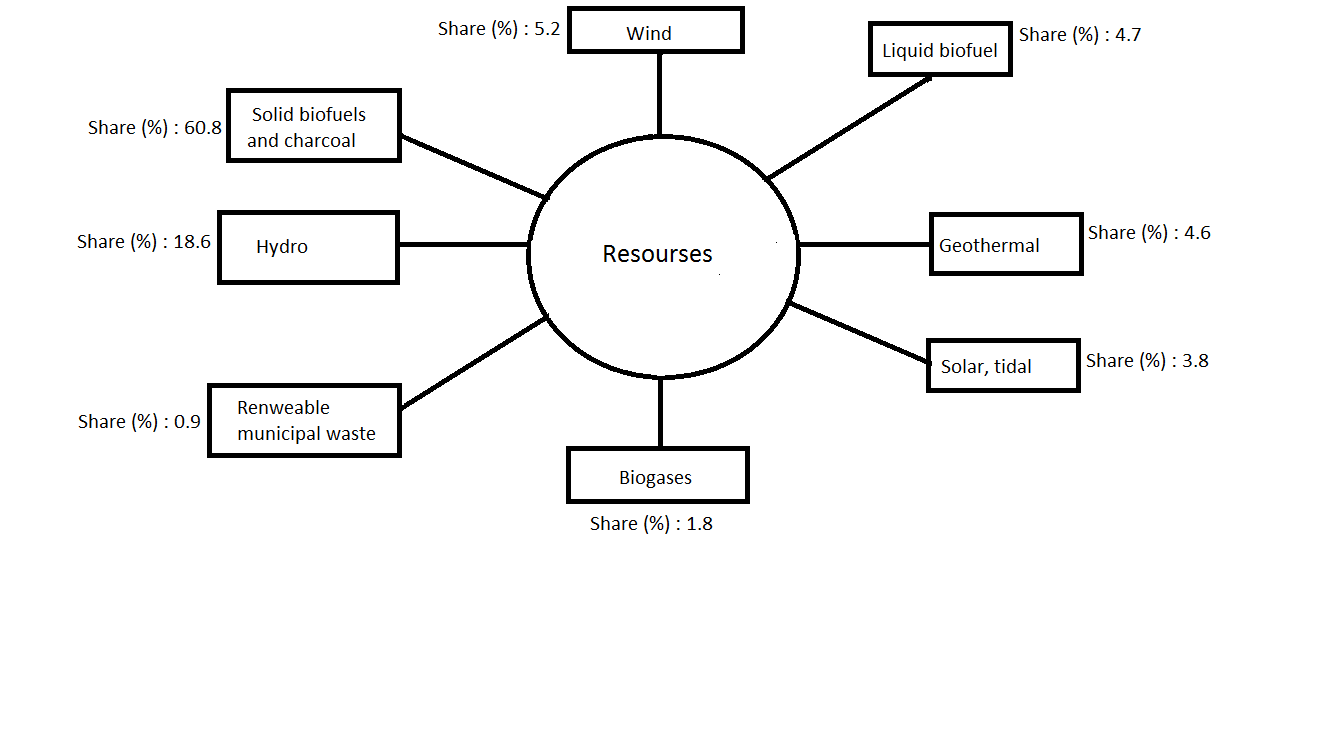 Share (%) : 5.2
Wind
Liquid biofuel
Share (%) : 4.7
Share (%) : 60.8
Solid biofuels
and charcoal
Share (%) : 18.6
Hydro
Resourses
Geothermal
Share (%) : 4.6
Solar, tidal
Share (%) : 3.8
Share (%) : 0.9
Renweable
municipal waste
Biogases
Share (%) : 1.8